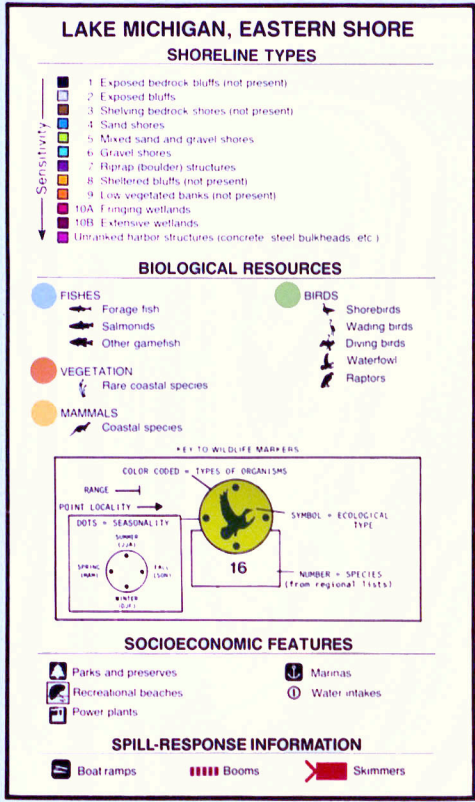 LAKE MICHIGAN, EASTERN SHORE
SHORELINE TYPES
Sensitivity
1 Exposed bedrock bluffs (not present)
2 Exposed bluffs
3 Shelving bedrock shores (not present)
4 Sand shores
5 Mixed sand and gravel shores
6 Gravel shores
7 Riprap (boulder) structures
8 Sheltered bluffs (not present)
9 Low vegetated banks (not present)
10A Fringing wetlands
10B Extensive wetlands
Unranked harbor structures (concrete steel bulkheads etc.)
BIOLOGICAL RESOURCES
FISHES
Forage fish
Salmonids
Other gamefish
VEGETATION
Rare coastal species
MAMMALS
Coastal species
BIRDS
Shorebirds
Wading birds
Diving birds
Waterfowl
Raptors
KEY TO WILDLIFE MARKERS
COLOR CODED = TYPES OF ORGANISMS
RANGE
POINT LOCALITY
DOTS = SEASONALITY
SUMMER
(JJA)
SPRING
(MAM)
FALL
(SON)
WINTER
(DJF)
SYMBOL = ECOLOGICAL
TYPE
16
NUMBER = SPECIES
(from regional lists)
SOCIOECONOMIC FEATURES
Parks and preserves
Recreational beaches
Power plants
Marinas
Water intakes
SPILL-RESPONSE INFORMATION
Boat ramps
Booms
Skimmers